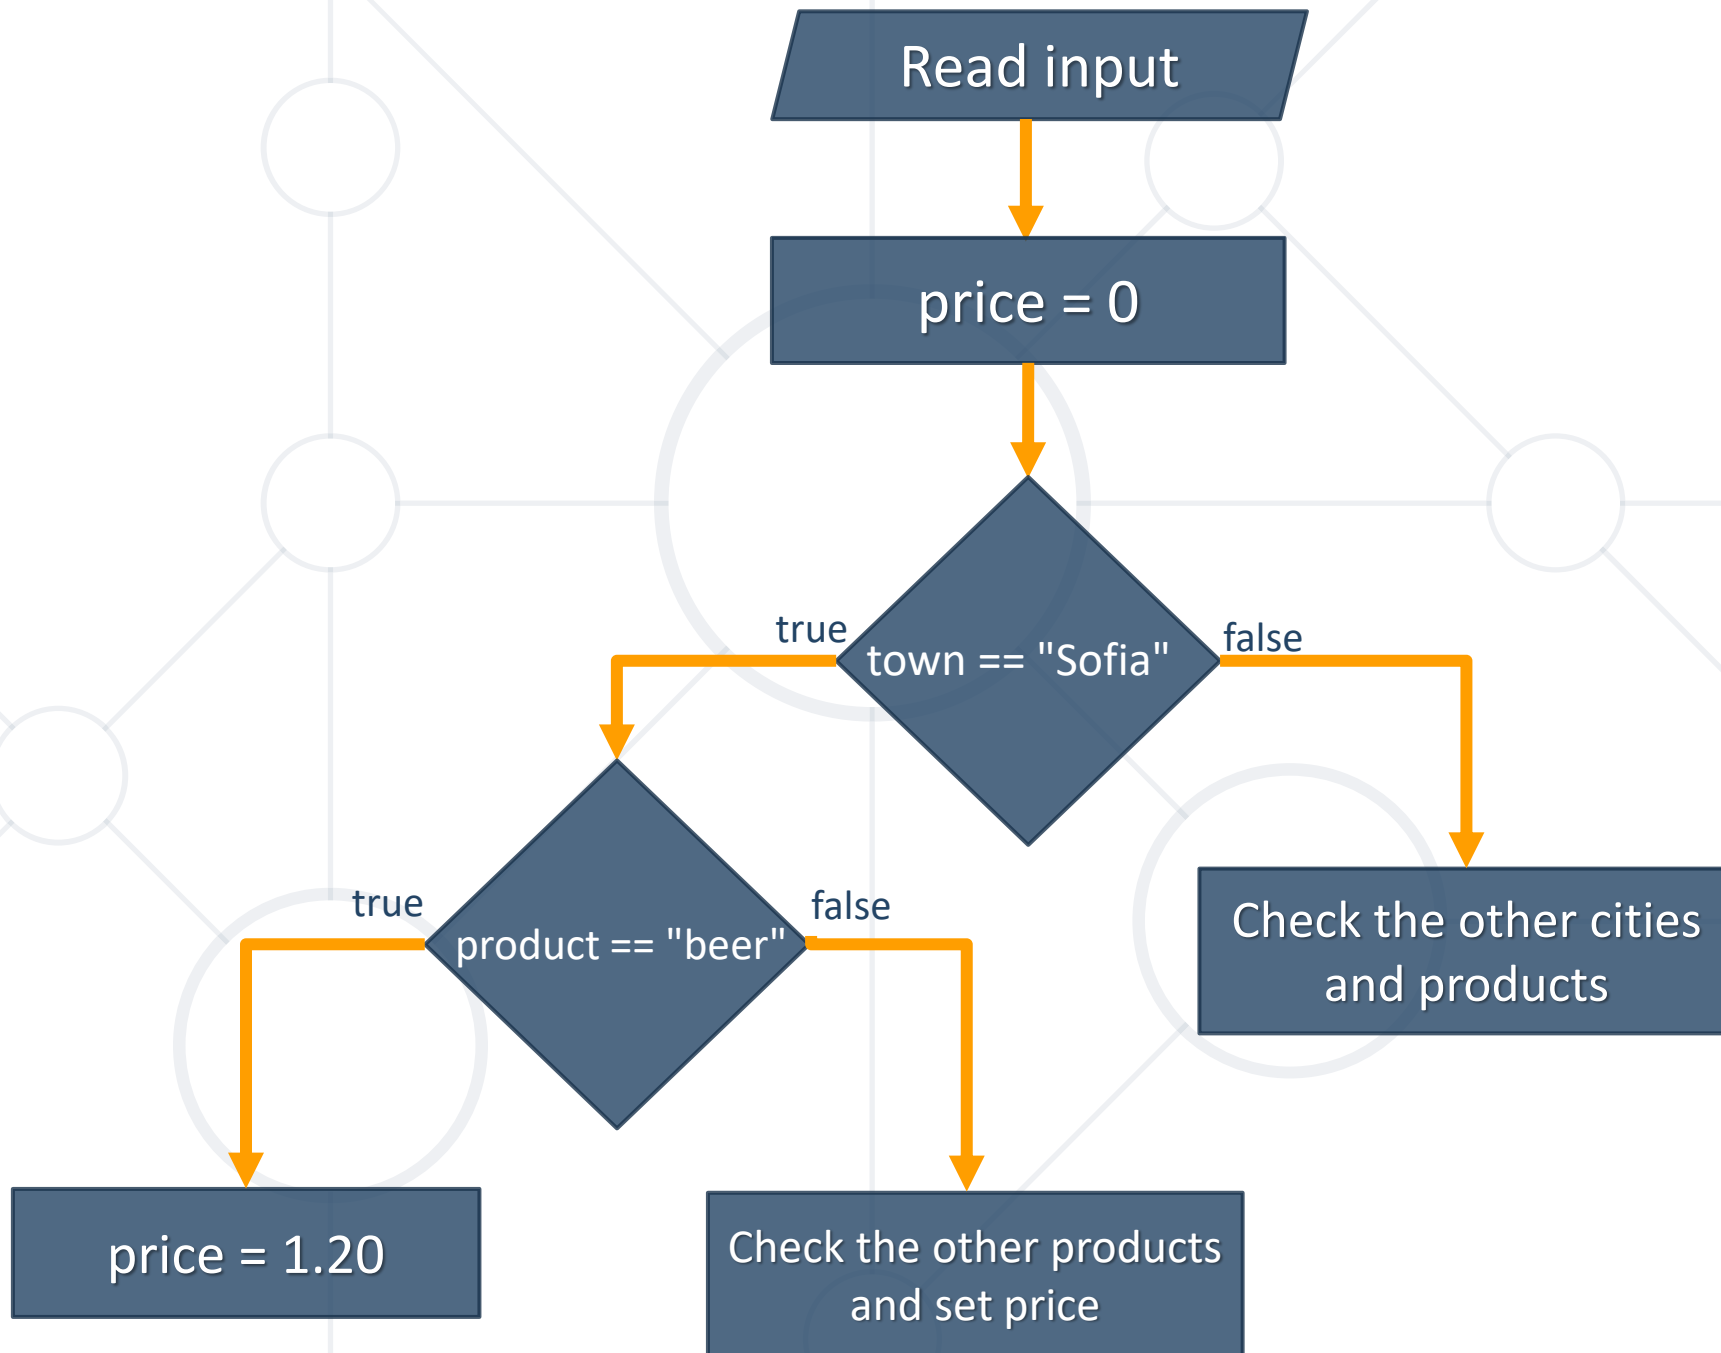 Read input
price = 0
true
town == "Sofia"
false
true
product == "beer"
false
Check the other cities
and products
price = 1.20
Check the other products
and set price